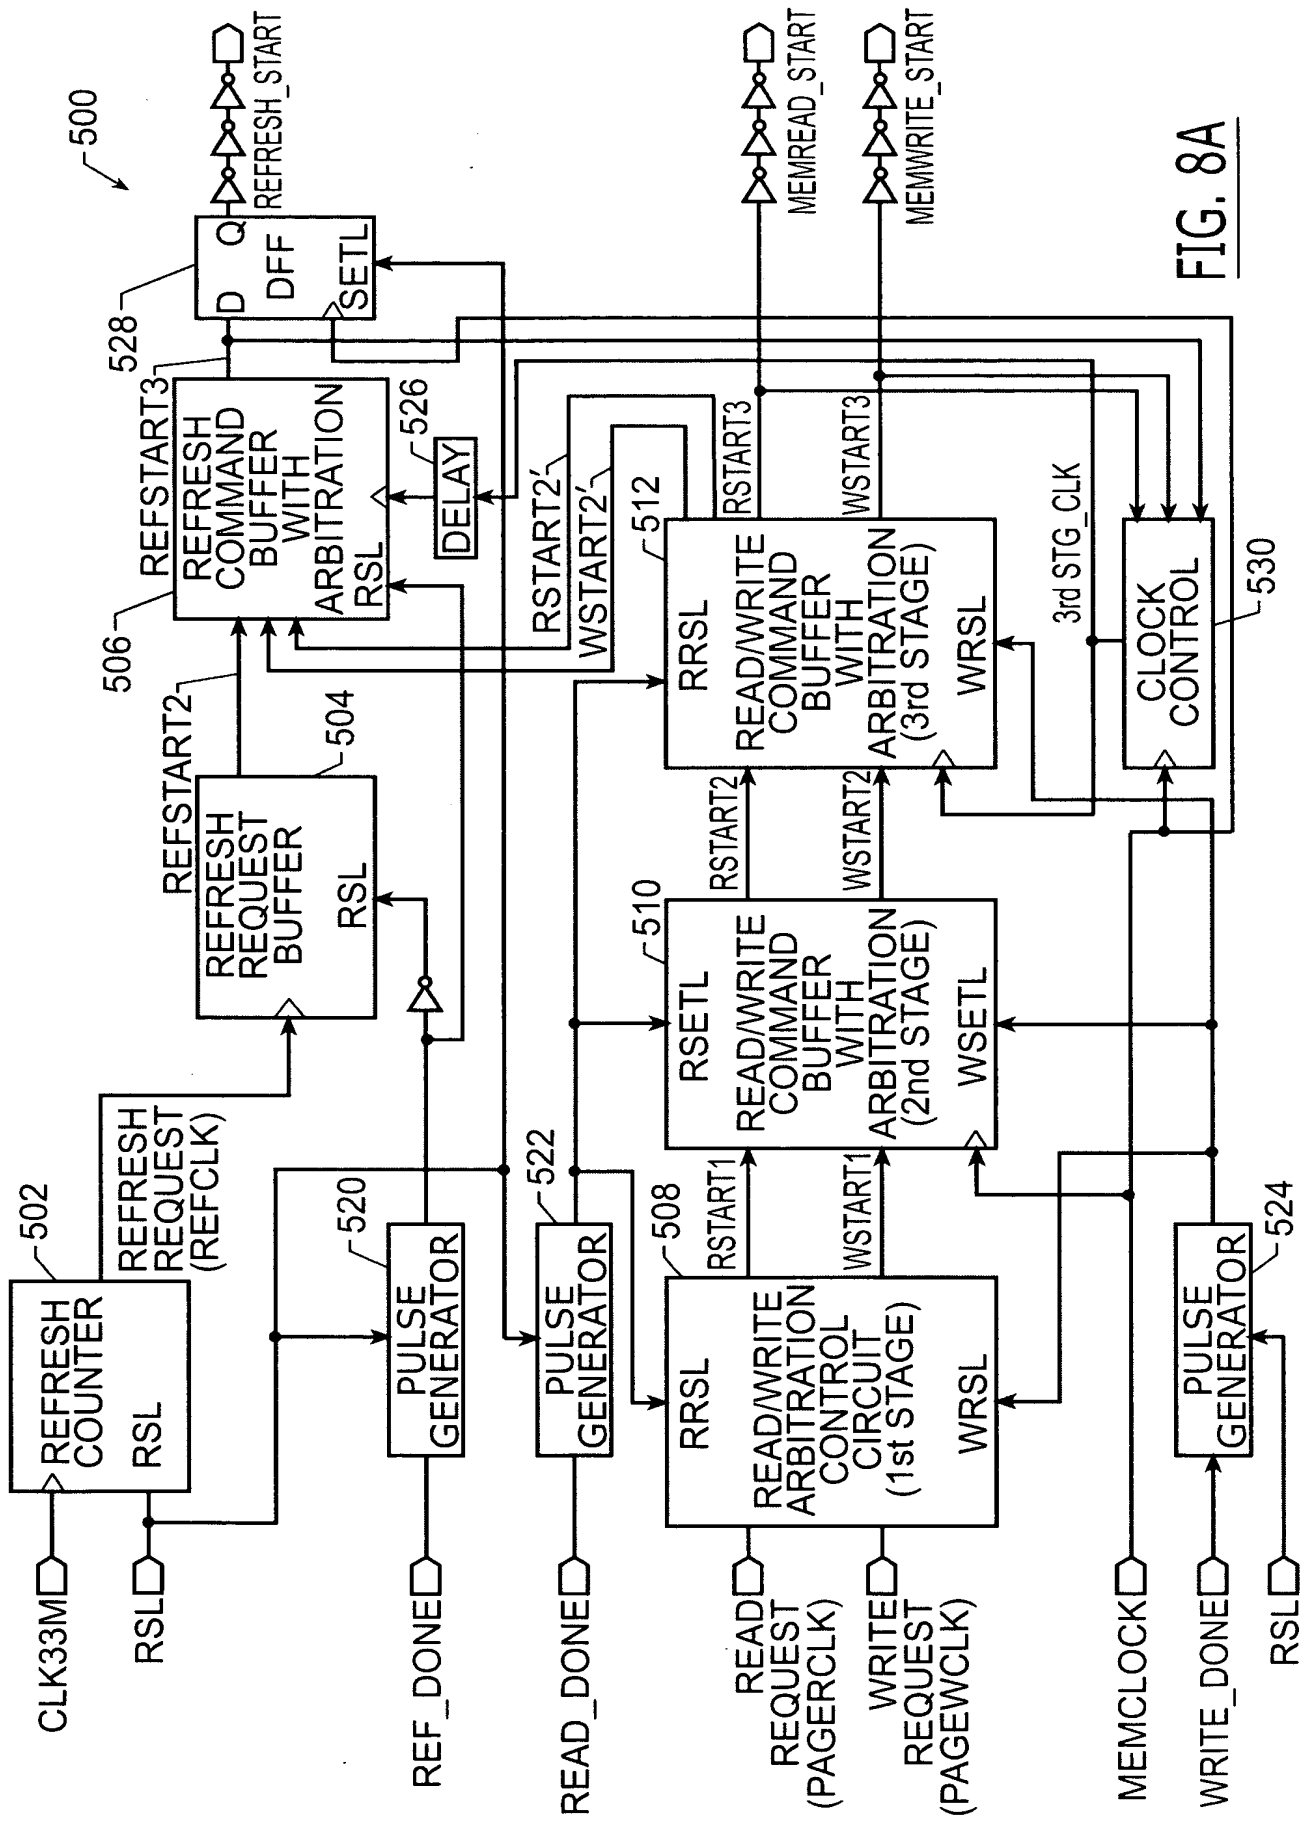 500
CLK33M
RSL
REFRESH
COUNTER
RSL
502
REFRESH
REQUEST
(REFCLK)
REFRESH
REQUEST
BUFFER
RSL
504
REFSTART2
506
REFRESH
COMMAND
BUFFER
WITH
ARBITRATION
RSL
REFSTART3
528
D
Q
DFF
SETL
REFRESH_START
REF_DONE
PULSE
GENERATOR
520
DELAY
526
RSTART2'
WSTART2'
READ_DONE
PULSE
GENERATOR
522
READ
REQUEST
(PAGERCLK)
WRITE
REQUEST
(PAGEWCLK)
508
RRSL
READ/WRITE
ARBITRATION
CONTROL
CIRCUIT
(1st STAGE)
WRSL
RSTART1
WSTART1
510
RSETL
READ/WRITE
COMMAND
BUFFER
WITH
ARBITRATION
(2nd STAGE)
WSETL
RSTART2
WSTART2
512
RRSL
READ/WRITE
COMMAND
BUFFER
WITH
ARBITRATION
(3rd STAGE)
WRSL
RSTART3
WSTART3
MEMREAD_START
MEMWRITE_START
3rd STG_CLK
CLOCK
CONTROL
530
MEMCLOCK
WRITE_DONE
RSL
PULSE
GENERATOR
524
FIG. 8A